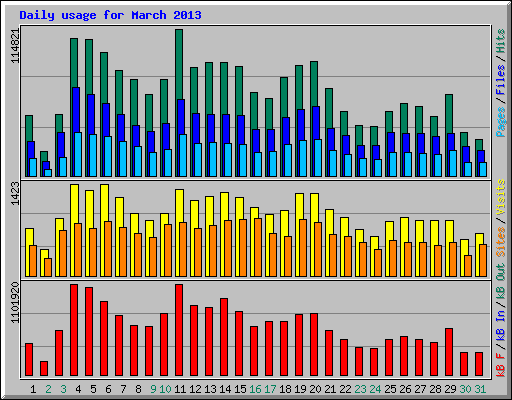 Daily usage for March 2013
114821
Pages / Files / Hits
1423
Sites / Visits
1101920
kB F / kB In / kB Out
1 2 3 4 5 6 7 8 9 10 11 12 13 14 15 16 17 18 19 20 21 22 23 24 25 26 27 28 29 30 31